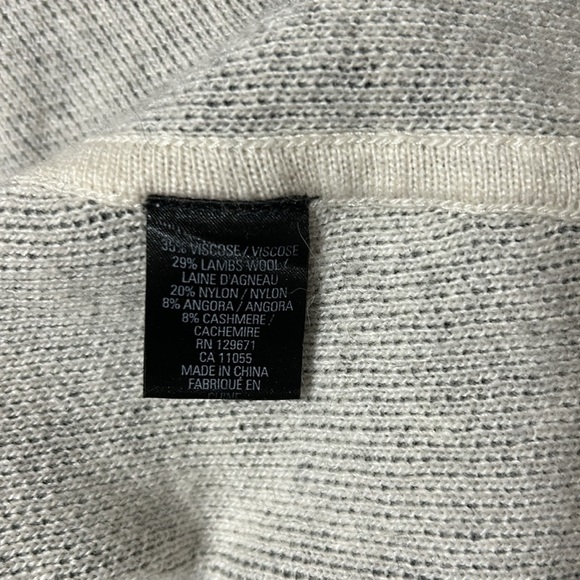 35% VISCOSE / VISCOSE
29% LAMBS WOOL /
LAINE D'AGNEAU
20% NYLON / NYLON
8% ANGORA / ANGORA
8% CASHMERE /
CACHEMIRE
RN 129671
CA 11055
MADE IN CHINA
FABRIQUÉ EN